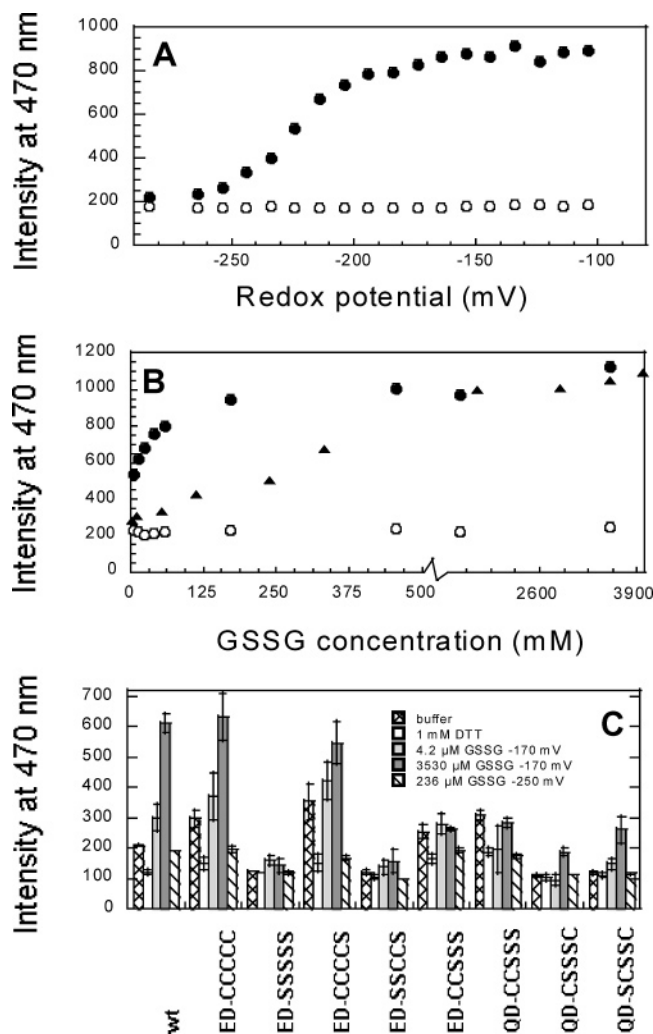 A
Intensity at 470 nm
1000
800
600
400
200
0
-250 -200 -150 -100
Redox potential (mV)
B
Intensity at 470 nm
1200
1000
800
600
400
200
0
0 125 250 375 500 2600 3900
GSSG concentration (mM)
C
Intensity at 470 nm
700
600
500
400
300
200
100
0
buffer
1 mM DTT
4.2 µM GSSG -170 mV
3530 µM GSSG -170 mV
236 µM GSSG -250 mV
wt
ED-CCCCC
ED-SSSSS
ED-CCCCS
ED-SSCCS
ED-CCSSS
QD-CCSSS
QD-CSSSC
QD-SCSSC